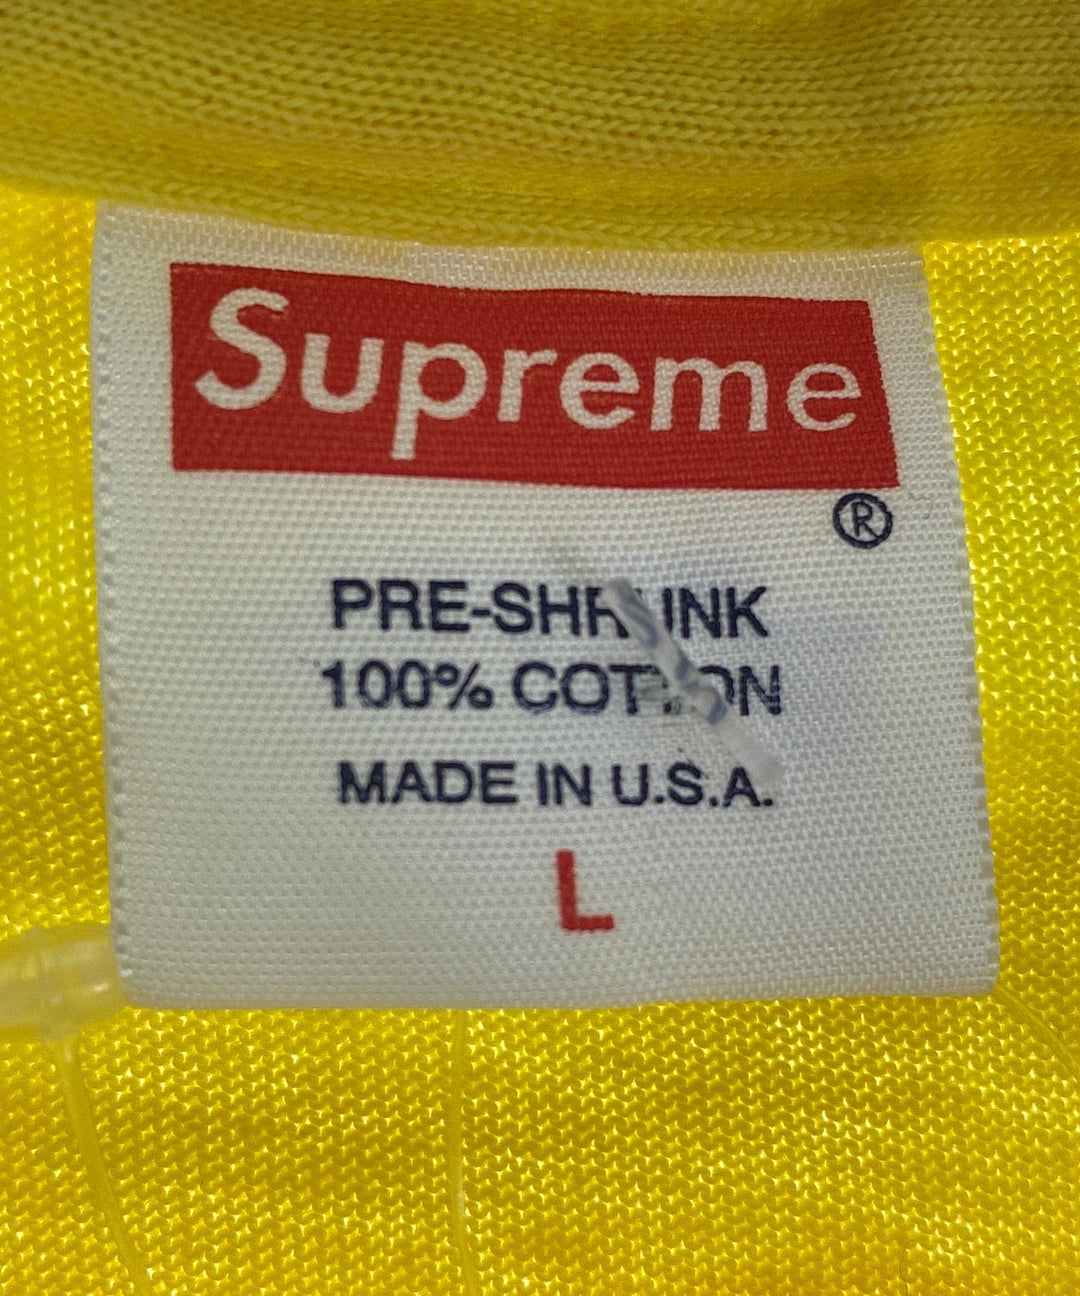 Supreme
®
PRE-SHRUNK
100% COTTON
MADE IN U.S.A.
L